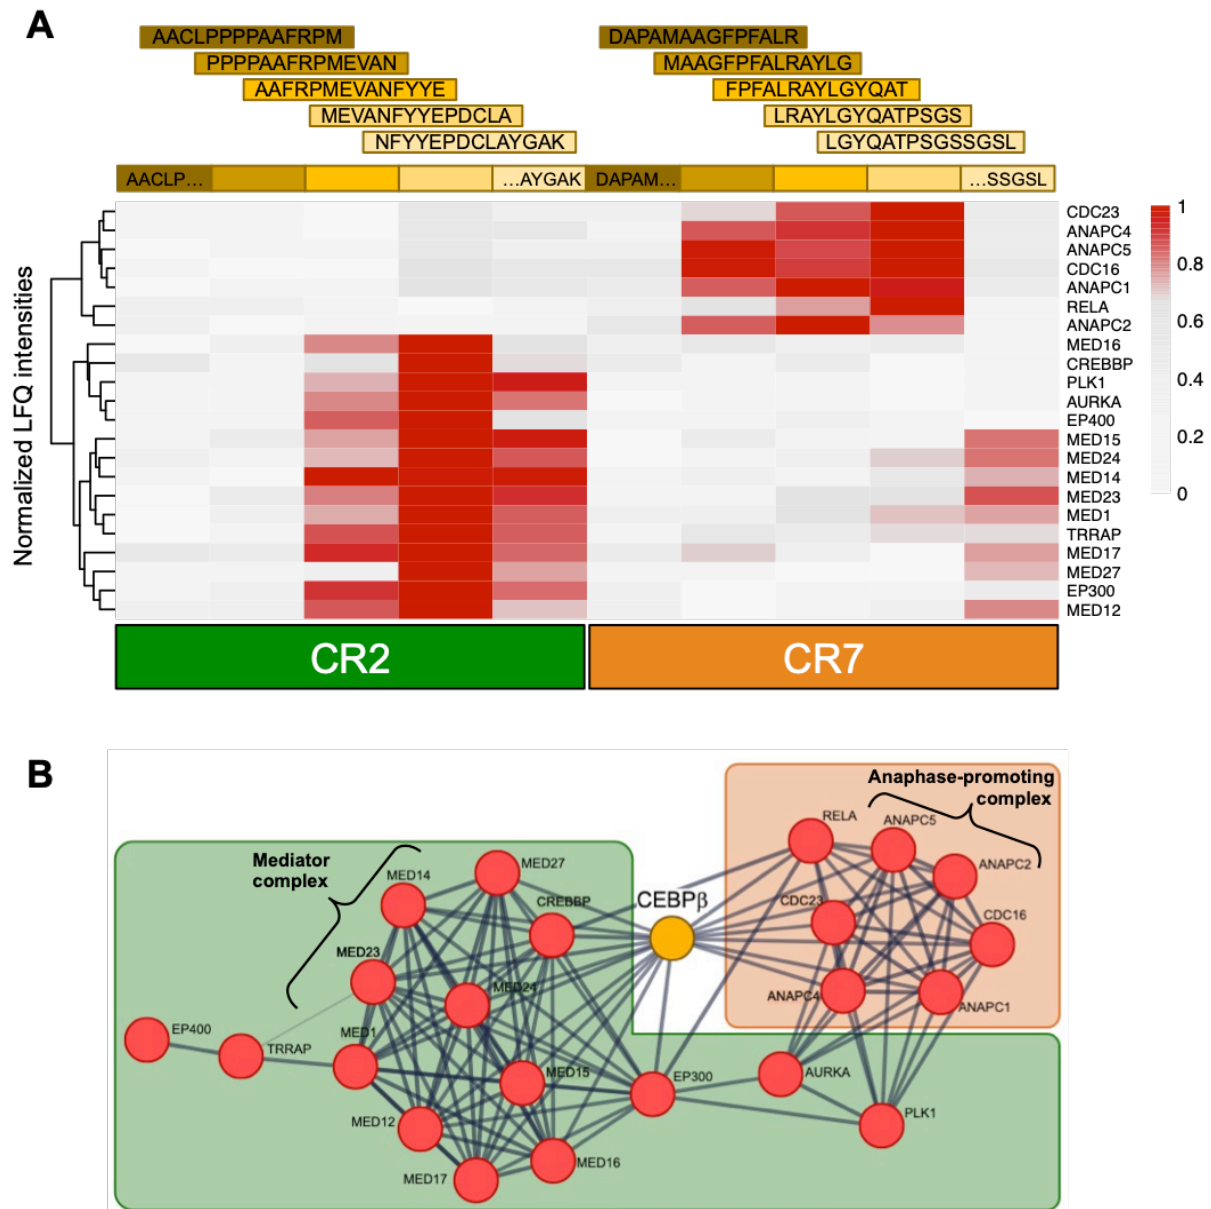 A
AACLPPPPAAFRPM
DAPAMAAGFPFALR
PPPPAAFRPMEVAN
MAAGFPFALRAYLG
AAFRPMEVANFYYE
FPFALRAYLGYQAT
MEVANFYYEPDCLA
LRAYLGYQATPSGS
NFYYEPDCLAYGAK
LGYQATPSGSSGSL
AACLP... ...AYGAK DAPAM... ...SSGSL
Normalized LFQ intensities
CDC23
ANAPC4
ANAPC5
CDC16
ANAPC1
RELA
ANAPC2
MED16
CREBBP
PLK1
AURKA
EP400
MED15
MED24
MED14
MED23
MED1
TRRAP
MED17
MED27
EP300
MED12
1
0.8
0.6
0.4
0.2
0
CR2
CR7
B
Anaphase-promoting
complex
RELA
ANAPC5
ANAPC2
CDC23
CDC16
ANAPC4
ANAPC1
CEBPβ
Mediator
complex
MED14
MED27
CREBBP
MED23
MED24
EP400
TRRAP
MED1
MED15
EP300
AURKA
PLK1
MED12
MED16
MED17